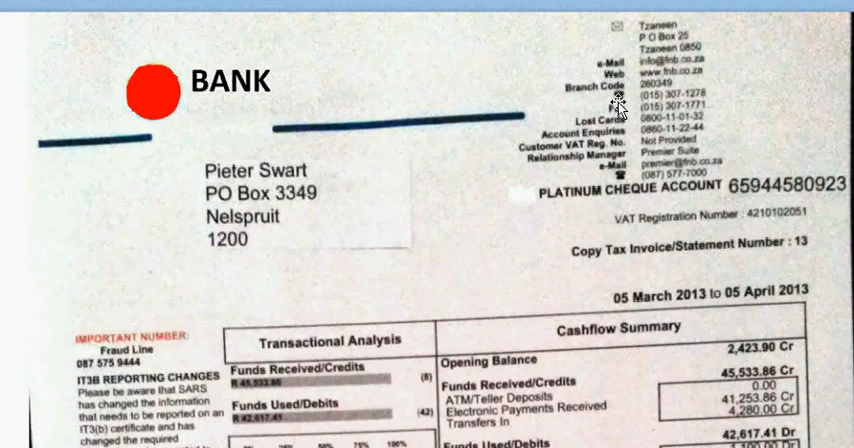 Tzaneen
P O Box 25
Tzaneen 0850
e-Mail info@fnb.co.za
Web www.fnb.co.za
Branch Code 260349
(015) 307-1278
(015) 307-1771
Lost Cards 0800-11-01-32
Account Enquiries 0860-11-22-44
Customer VAT Reg. No. Not Provided
Relationship Manager Premier Suite
e-Mail premier@fnb.co.za
(087) 577-7000
BANK
Pieter Swart
PO Box 3349
Nelspruit
1200
PLATINUM CHEQUE ACCOUNT 65944580923
VAT Registration Number : 4210102051
Copy Tax Invoice/Statement Number : 13
05 March 2013 to 05 April 2013
IMPORTANT NUMBER:
Fraud Line
087 575 9444
IT3B REPORTING CHANGES
Please be aware that SARS
has changed the information
that needs to be reported on an
IT3(b) certificate and has
changed the required
Transactional Analysis
Funds Received/Credits (8)
R 45,533.86
Funds Used/Debits (42)
R 42,617.41
0% 25% 50% 75% 100%
Cashflow Summary
Opening Balance 2,423.90 Cr
Funds Received/Credits 45,533.86 Cr
ATM/Teller Deposits 0.00
Electronic Payments Received 41,253.86 Cr
Transfers In 4,280.00 Cr
Funds Used/Debits 42,617.41 Dr